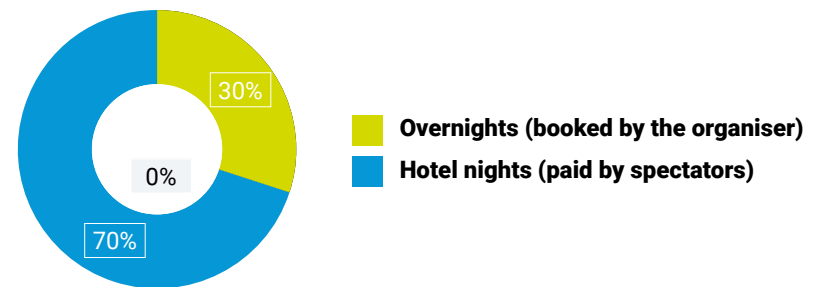 30%
0%
70%
Overnights (booked by the organiser)
Hotel nights (paid by spectators)